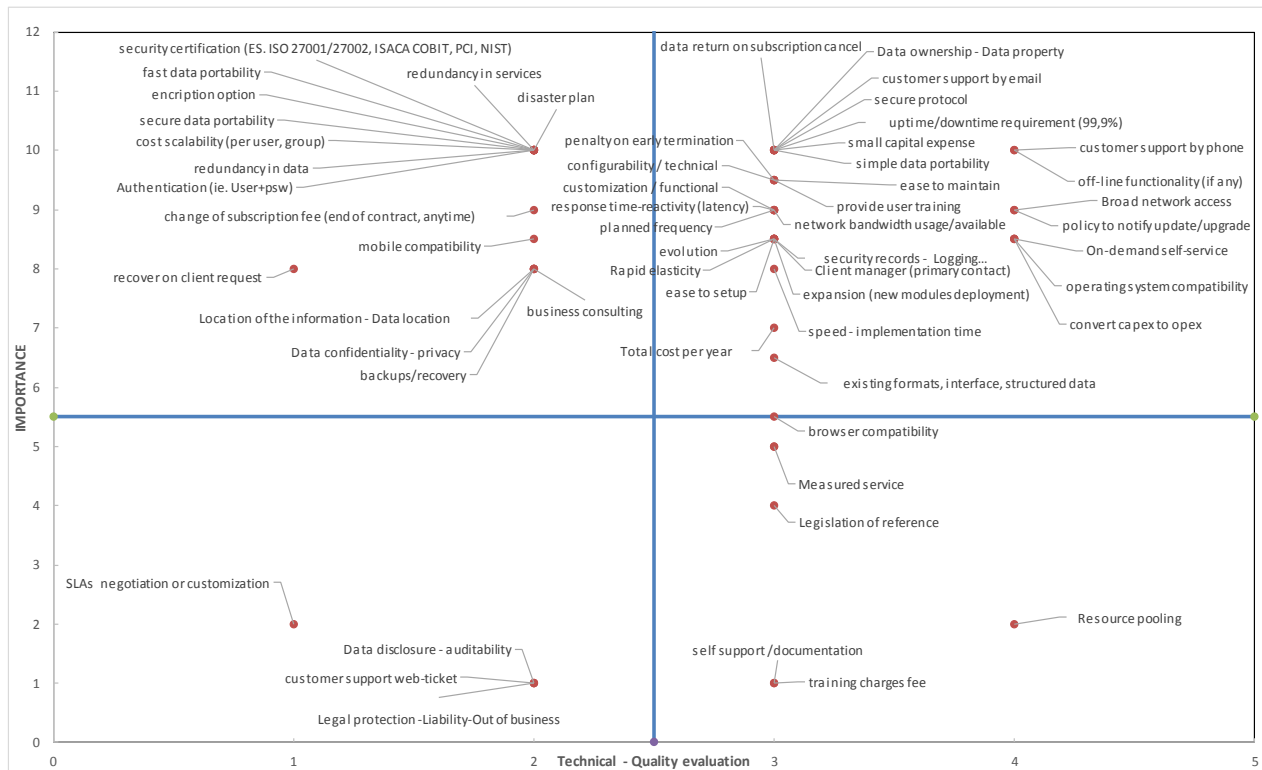 12
11
10
9
8
7
6
5
4
3
2
1
0
IMPORTANCE
security certification (ES. ISO 27001/27002, ISACA COBIT, PCI, NIST)
fast data portability
redundancy in services
encription option
disaster plan
secure data portability
cost scalability (per user, group)
redundancy in data
Authentication (ie. User+psw)
change of subscription fee (end of contract, anytime)
mobile compatibility
recover on client request
Location of the information - Data location
business consulting
Data confidentiality - privacy
backups/recovery
data return on subscription cancel
Data ownership - Data property
customer support by email
secure protocol
uptime/downtime requirement (99,9%)
penalty on early termination
small capital expense
customer support by phone
configurability / technical
simple data portability
customization / functional
ease to maintain
off-line functionality (if any)
response time-reactivity (latency)
provide user training
Broad network access
planned frequency
network bandwidth usage/available
policy to notify update/upgrade
evolution
security records - Logging...
On-demand self-service
Rapid elasticity
Client manager (primary contact)
ease to setup
expansion (new modules deployment)
operating system compatibility
speed - implementation time
convert capex to opex
Total cost per year
existing formats, interface, structured data
browser compatibility
Measured service
Legislation of reference
SLAs negotiation or customization
Resource pooling
Data disclosure - auditability
self support /documentation
customer support web-ticket
training charges fee
Legal protection -Liability-Out of business
0 1 2 3 4 5
Technical - Quality evaluation